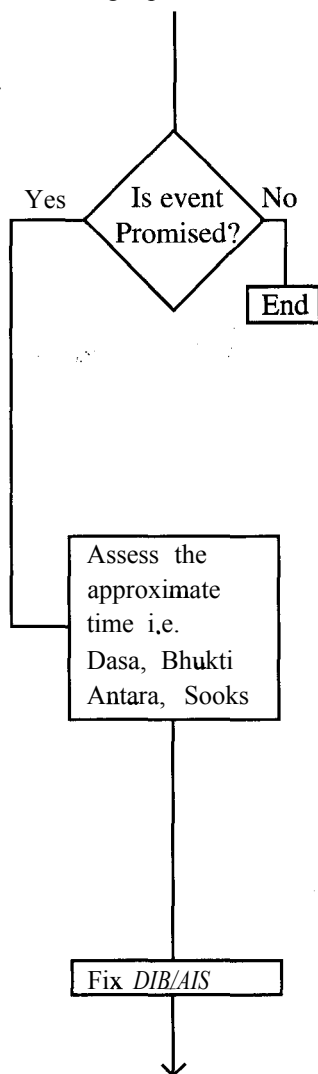 Yes
Is event
Promised?
No
End
Assess the
approximate
time i.e.
Dasa, Bhukti
Antara, Sooks
Fix DIB/AIS